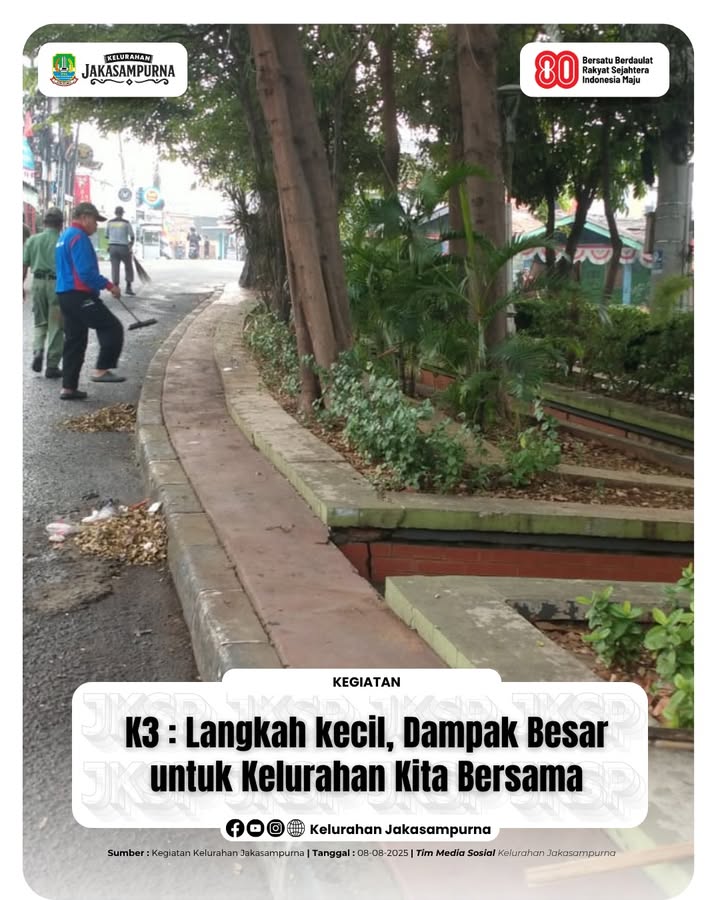 KELURAHAN
JAKASAMPURNA
80
Bersatu Berdaulat
Rakyat Sejahtera
Indonesia Maju
KEGIATAN
K3 : Langkah kecil, Dampak Besar
untuk Kelurahan Kita Bersama
Kelurahan Jakasampurna
Sumber : Kegiatan Kelurahan Jakasampurna | Tanggal : 08-08-2025 | Tim Media Sosial Kelurahan Jakasampurna